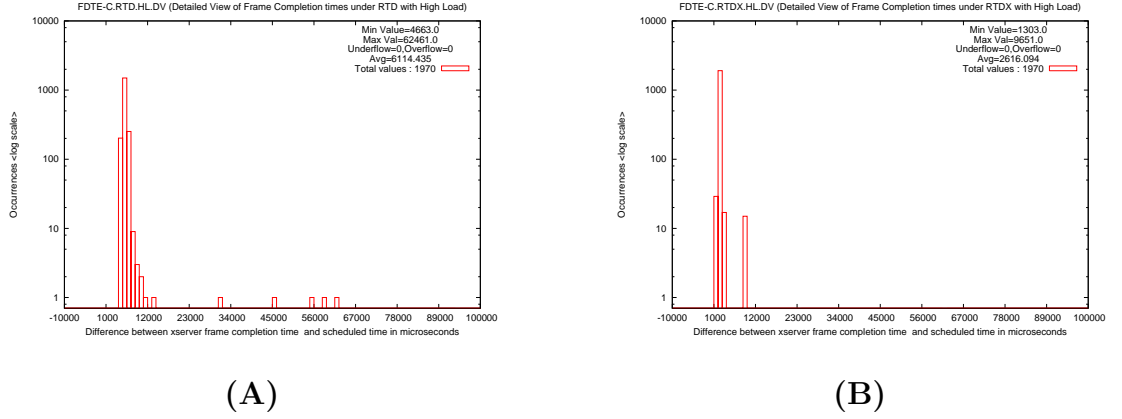 FDTE-C.RTD.HL.DV (Detailed View of Frame Completion times under RTD with High Load)
10000
1000
100
10
1
Occurrences <log scale>
Min Value=4663.0
Max Val=62461.0
Underflow=0,Overflow=0
Avg=6114.435
Total values : 1970
-10000 1000 12000 23000 34000 45000 56000 67000 78000 89000 100000
Difference between xserver frame completion time and scheduled time in microseconds
(A)
FDTE-C.RTDX.HL.DV (Detailed View of Frame Completion times under RTDX with High Load)
10000
1000
100
10
1
Occurrences <log scale>
Min Value=1303.0
Max Val=9651.0
Underflow=0,Overflow=0
Avg=2616.094
Total values : 1970
-10000 1000 12000 23000 34000 45000 56000 67000 78000 89000 100000
Difference between xserver frame completion time and scheduled time in microseconds
(B)